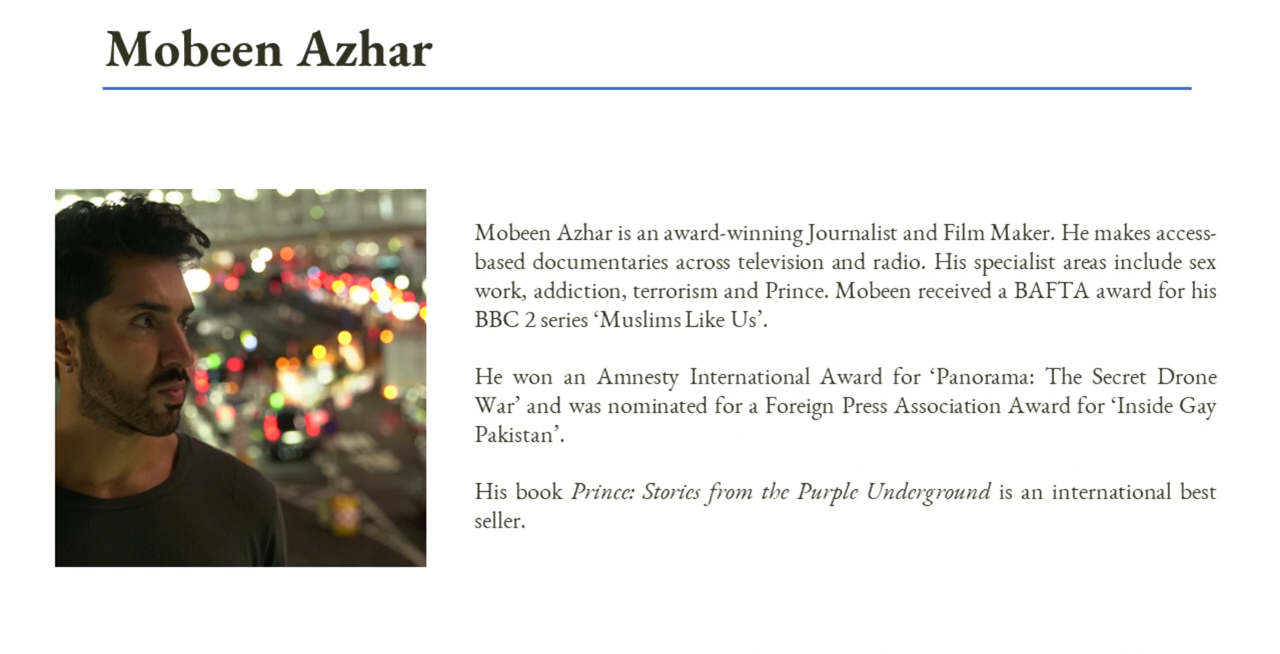 Mobeen Azhar
Mobeen Azhar is an award-winning Journalist and Film Maker. He makes access-
based documentaries across television and radio. His specialist areas include sex
work, addiction, terrorism and Prince. Mobeen received a BAFTA award for his
BBC 2 series ‘Muslims Like Us’.
He won an Amnesty International Award for ‘Panorama: The Secret Drone
War’ and was nominated for a Foreign Press Association Award for ‘Inside Gay
Pakistan’.
His book Prince: Stories from the Purple Underground is an international best
seller.